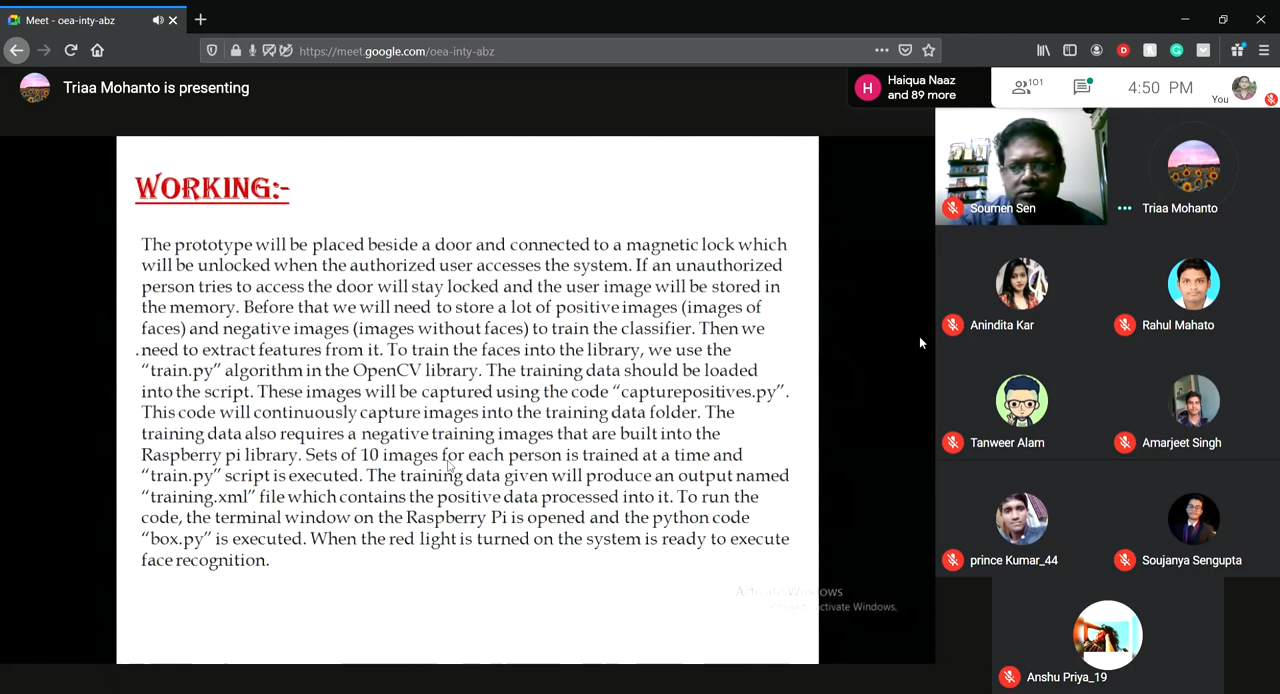 Meet - oea-inty-abz
https://meet.google.com/oea-inty-abz
Triaa Mohanto is presenting
H
Haiqua Naaz
and 89 more
101
4:50 PM
You
WORKING:-
The prototype will be placed beside a door and connected to a magnetic lock which
will be unlocked when the authorized user accesses the system. If an unauthorized
person tries to access the door will stay locked and the user image will be stored in
the memory. Before that we will need to store a lot of positive images (images of
faces) and negative images (images without faces) to train the classifier. Then we
.need to extract features from it. To train the faces into the library, we use the
“train.py” algorithm in the OpenCV library. The training data should be loaded
into the script. These images will be captured using the code “capturepositives.py”.
This code will continuously capture images into the training data folder. The
training data also requires a negative training images that are built into the
Raspberry pi library. Sets of 10 images for each person is trained at a time and
“train.py” script is executed. The training data given will produce an output named
“training.xml” file which contains the positive data processed into it. To run the
code, the terminal window on the Raspberry Pi is opened and the python code
“box.py” is executed. When the red light is turned on the system is ready to execute
face recognition.
Activate Windows
activate Windows.
Soumen Sen
Triaa Mohanto
Anindita Kar
Rahul Mahato
Tanweer Alam
Amarjeet Singh
prince Kumar_44
Soujanya Sengupta
Anshu Priya_19